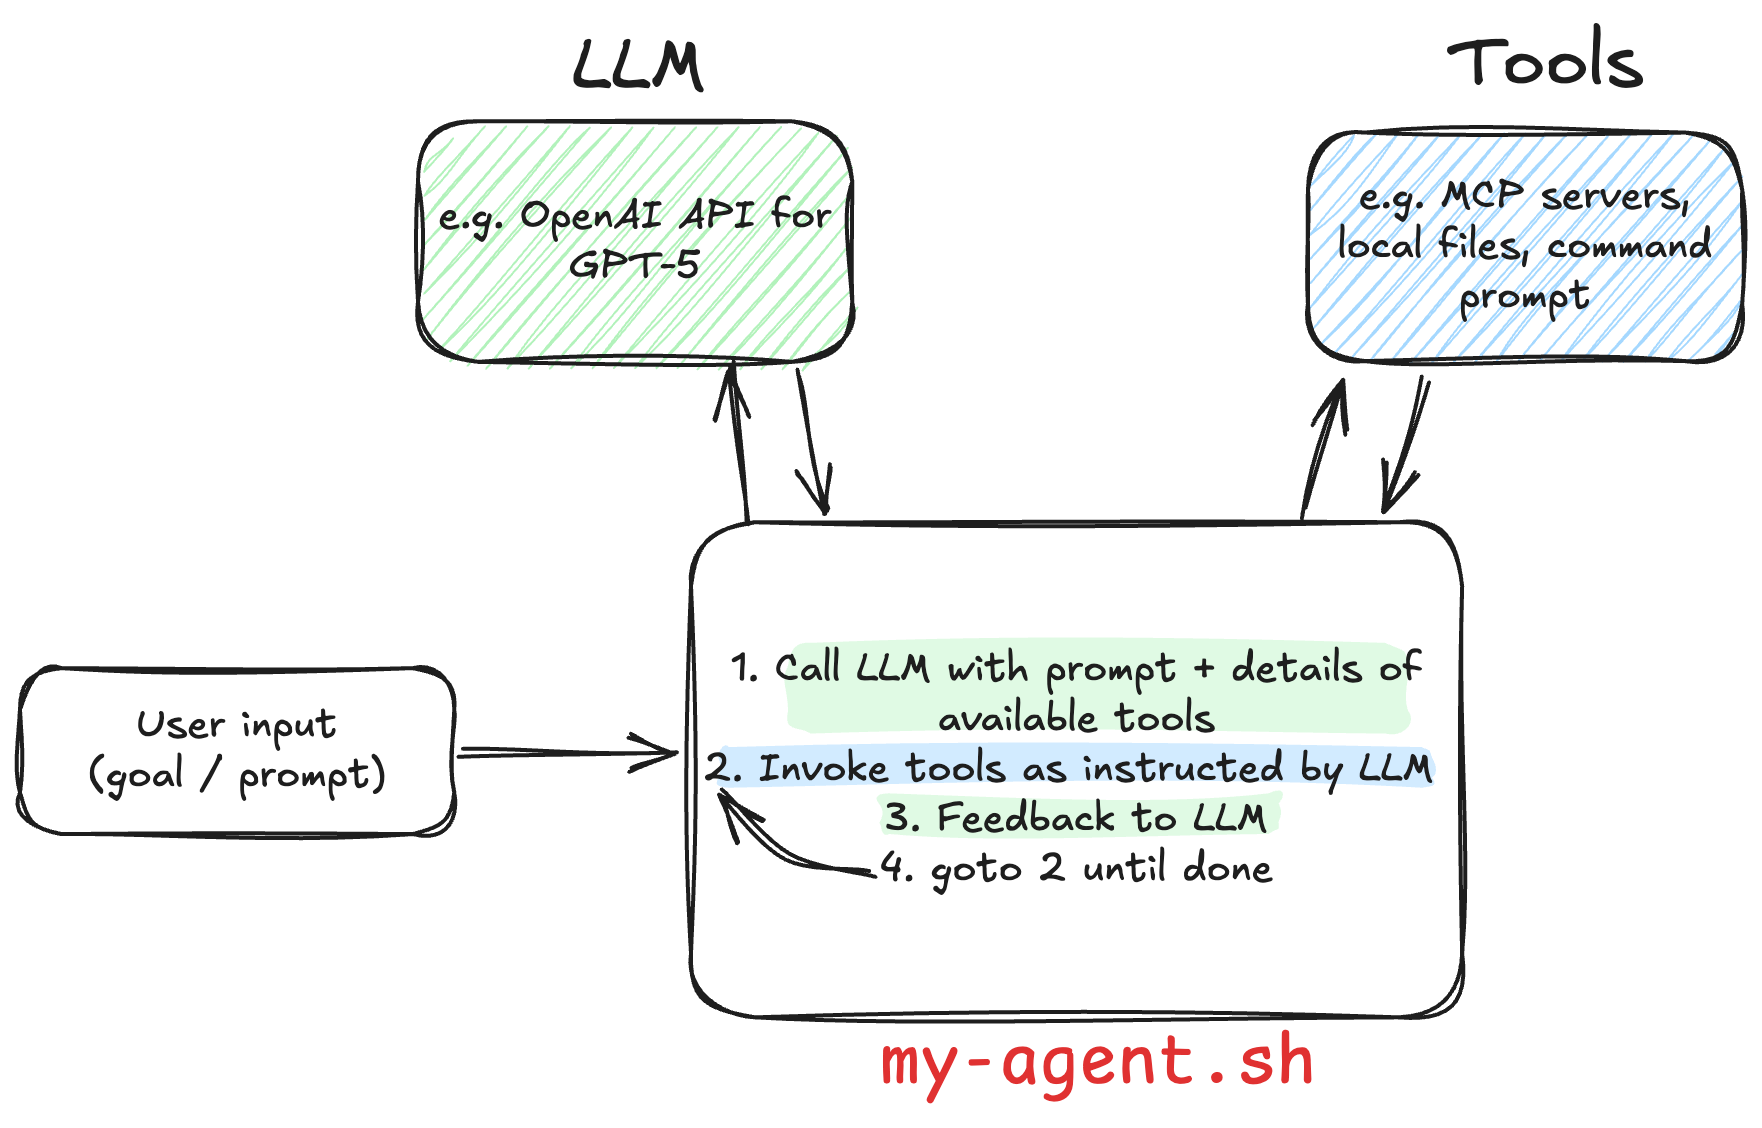 LLM
Tools
e.g. OpenAI API for
GPT-5
e.g. MCP servers,
local files, command
prompt
User input
(goal / prompt)
1. Call LLM with prompt + details of
available tools
2. Invoke tools as instructed by LLM
3. Feedback to LLM
4. goto 2 until done
my-agent.sh